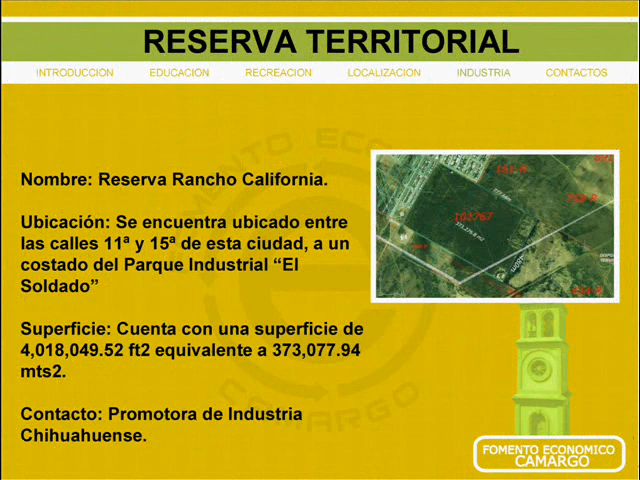 RESERVA TERRITORIAL
INTRODUCCION EDUCACION RECREACION LOCALIZACION INDUSTRIA CONTACTOS
Nombre: Reserva Rancho California.
Ubicación: Se encuentra ubicado entre
las calles 11ª y 15ª de esta ciudad, a un
costado del Parque Industrial “El
Soldado”
Superficie: Cuenta con una superficie de
4,018,049.52 ft2 equivalente a 373,077.94
mts2.
Contacto: Promotora de Industria
Chihuahuense.
102767
FOMENTO ECONOMICO
CAMARGO